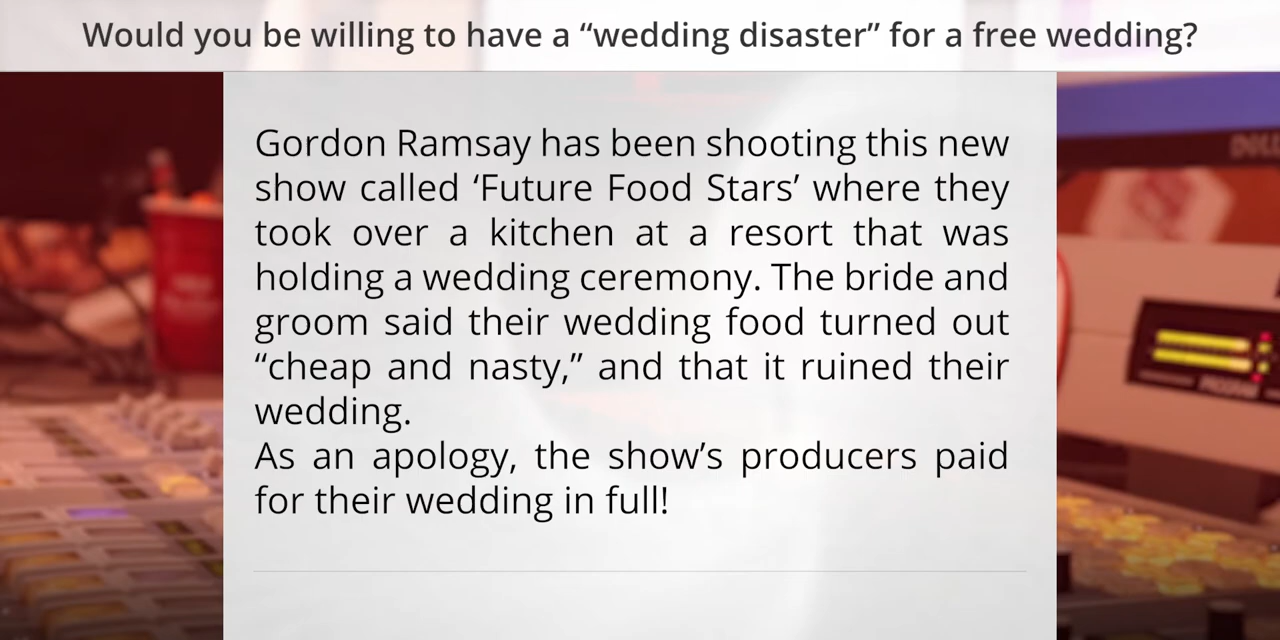 Would you be willing to have a “wedding disaster” for a free wedding?
Gordon Ramsay has been shooting this new
show called ‘Future Food Stars’ where they
took over a kitchen at a resort that was
holding a wedding ceremony. The bride and
groom said their wedding food turned out
“cheap and nasty,” and that it ruined their
wedding.
As an apology, the show’s producers paid
for their wedding in full!